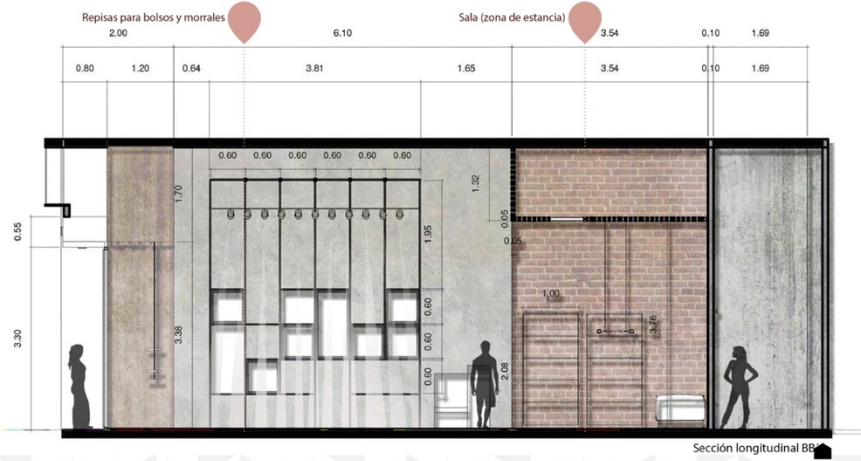 Repisas para bolsos y morrales
Sala (zona de estancia)
2.00 6.10 3.54 0.10 1.69
0.80 1.20 0.64 3.81 1.65 3.54 0.10 1.69
0.60 0.60 0.60 0.60 0.60 0.60
1.70
1.32
1.95
0.55
0.05
0.05
1.00
0.60
0.60
0.60
3.30
3.38
3.76
2.08
Sección longitudinal BB'